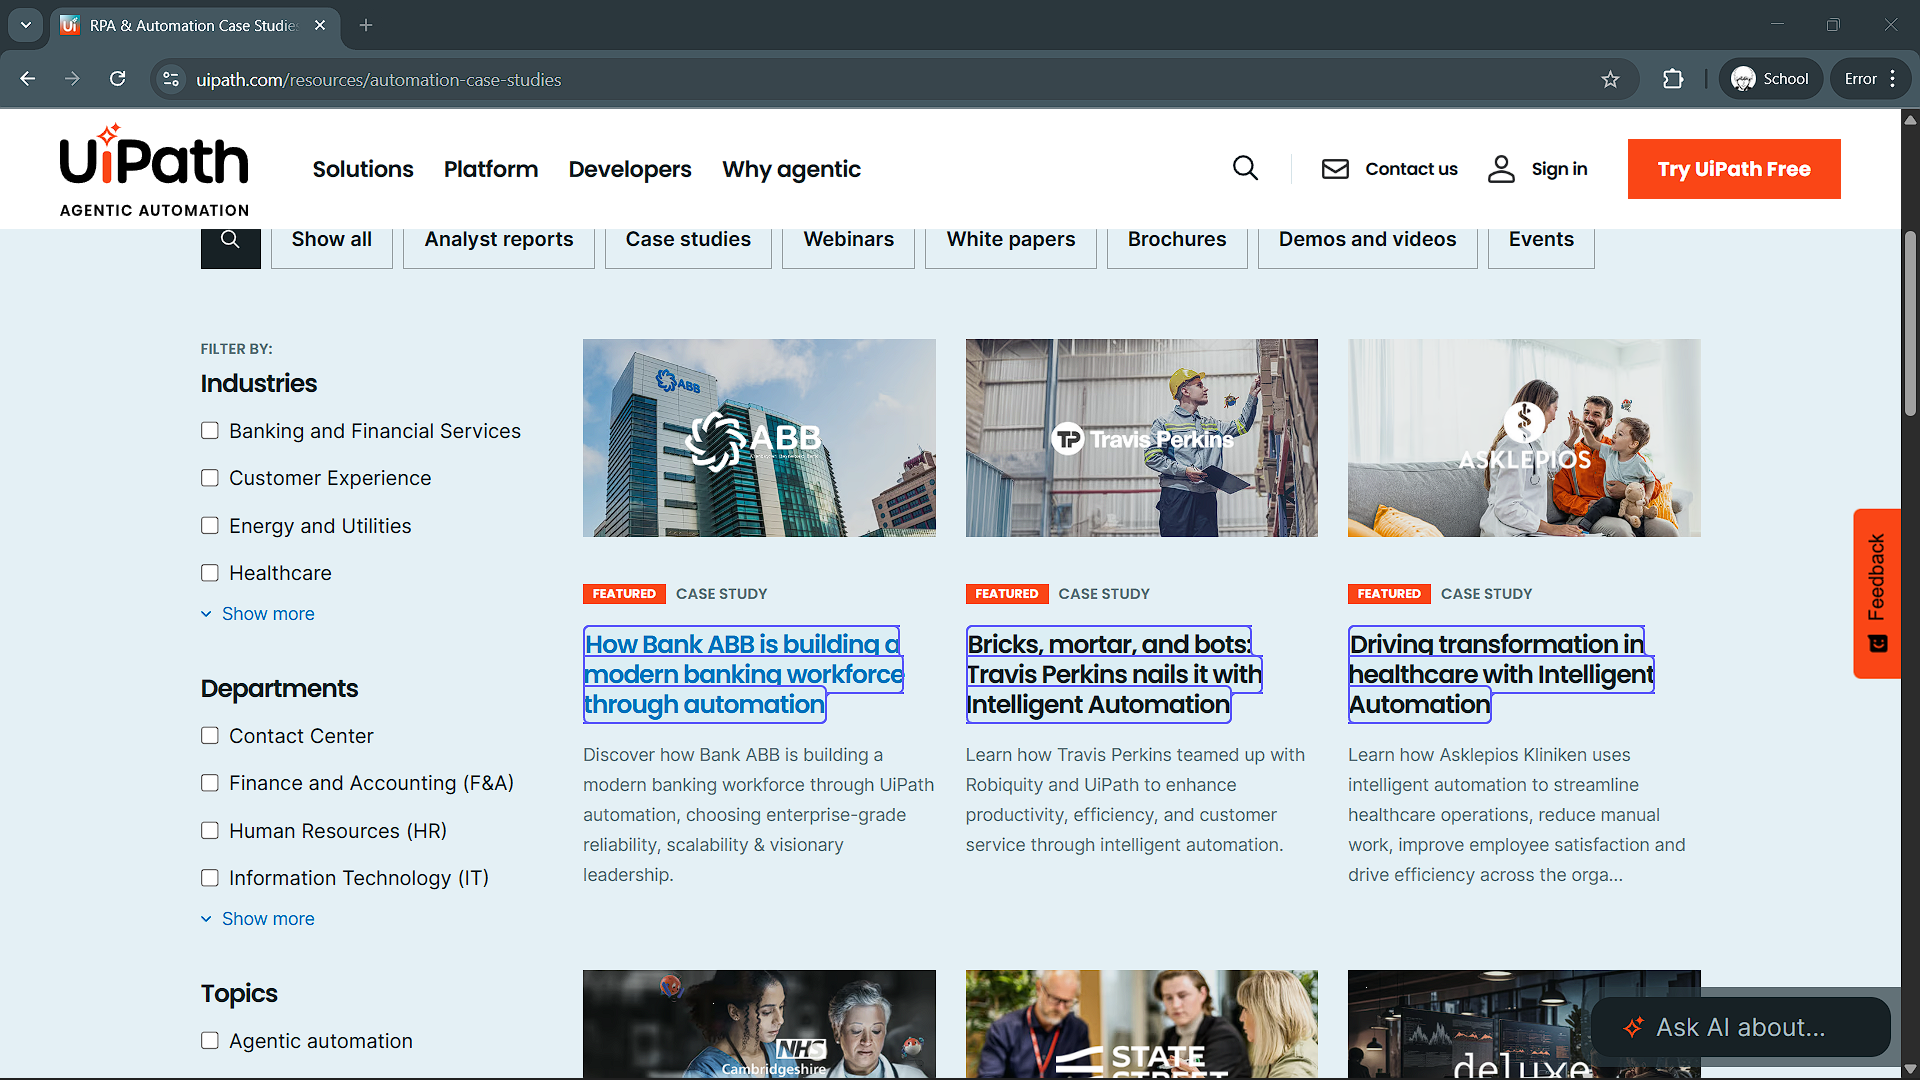 RPA & Automation Case Studies
uipath.com/resources/automation-case-studies
School
Error
UiPath
AGENTIC AUTOMATION
Solutions
Platform
Developers
Why agentic
Contact us
Sign in
Try UiPath Free
Show all
Analyst reports
Case studies
Webinars
White papers
Brochures
Demos and videos
Events
FILTER BY:
Industries
Banking and Financial Services
Customer Experience
Energy and Utilities
Healthcare
Show more
Departments
Contact Center
Finance and Accounting (F&A)
Human Resources (HR)
Information Technology (IT)
Show more
Topics
Agentic automation
ABB
ABB
FEATURED CASE STUDY
How Bank ABB is building a
modern banking workforce
through automation
Discover how Bank ABB is building a
modern banking workforce through UiPath
automation, choosing enterprise-grade
reliability, scalability & visionary
leadership.
TP Travis Perkins
FEATURED CASE STUDY
Bricks, mortar, and bots:
Travis Perkins nails it with
Intelligent Automation
Learn how Travis Perkins teamed up with
Robiquity and UiPath to enhance
productivity, efficiency, and customer
service through intelligent automation.
ASKLEPIOS
FEATURED CASE STUDY
Driving transformation in
healthcare with Intelligent
Automation
Learn how Asklepios Kliniken uses
intelligent automation to streamline
healthcare operations, reduce manual
work, improve employee satisfaction and
drive efficiency across the orga...
NHS
Cambridgeshire
STATE
STREET
deluxe
Feedback
Ask AI about...